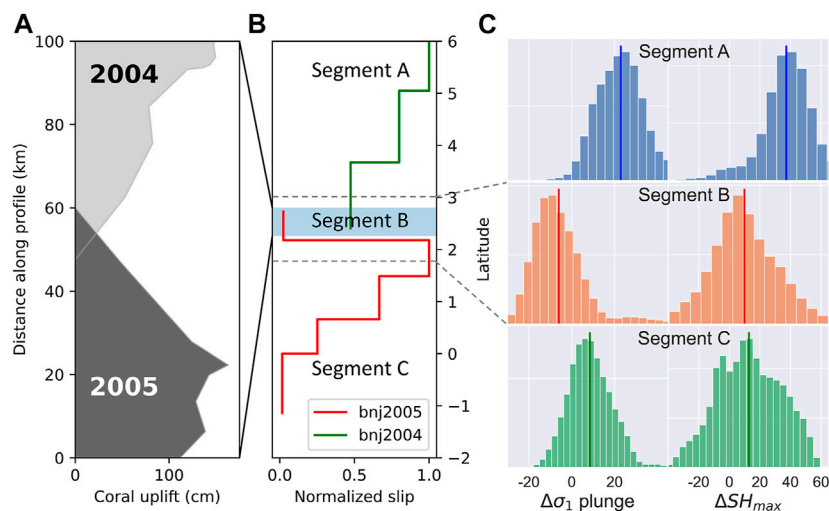 A
B
C
100
80
60
40
20
0
Distance along profile (km)
2004
2005
0
100
Coral uplift (cm)
Segment A
Segment B
Segment C
bnj2005
bnj2004
0.0
0.5
1.0
Normalized slip
6
5
4
3
2
1
0
−1
−2
Latitude
Segment A
Segment B
Segment C
-20
0
20
40
Δσ1 plunge
-20
0
20
40
60
ΔSHmax